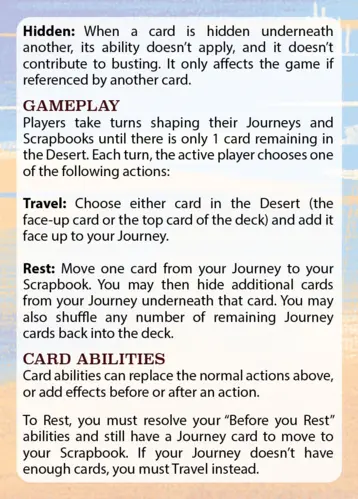 Hidden: When a card is hidden underneath
another, its ability doesn't apply, and it doesn't
contribute to busting. It only affects the game if
referenced by another card.
GAMEPLAY
Players take turns shaping their Journeys and
Scrapbooks until there is only 1 card remaining in
the Desert. Each turn, the active player chooses one
of the following actions:
Travel: Choose either card in the Desert (the
face-up card or the top card of the deck) and add it
face up to your Journey.
Rest: Move one card from your Journey to your
Scrapbook. You may then hide additional cards
from your Journey underneath that card. You may
also shuffle any number of remaining Journey
cards back into the deck.
CARD ABILITIES
Card abilities can replace the normal actions above,
or add effects before or after an action.
To Rest, you must resolve your “Before you Rest”
abilities and still have a Journey card to move to
your Scrapbook. If your Journey doesn't have
enough cards, you must Travel instead.